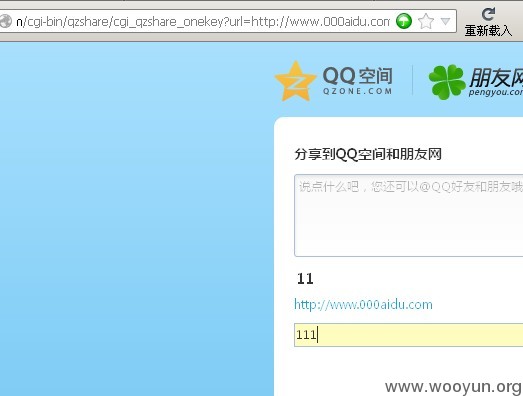 n/cgi-bin/qzshare/cgi_qzshare_onekey?url=http://www.000aidu.com
重新载入
QQ空间
QZONE.COM
朋友网
pengyou.com
分享到QQ空间和朋友网
说点什么吧，您还可以@QQ好友和朋友哦
11
http://www.000aidu.com
111
www.wooyun.org